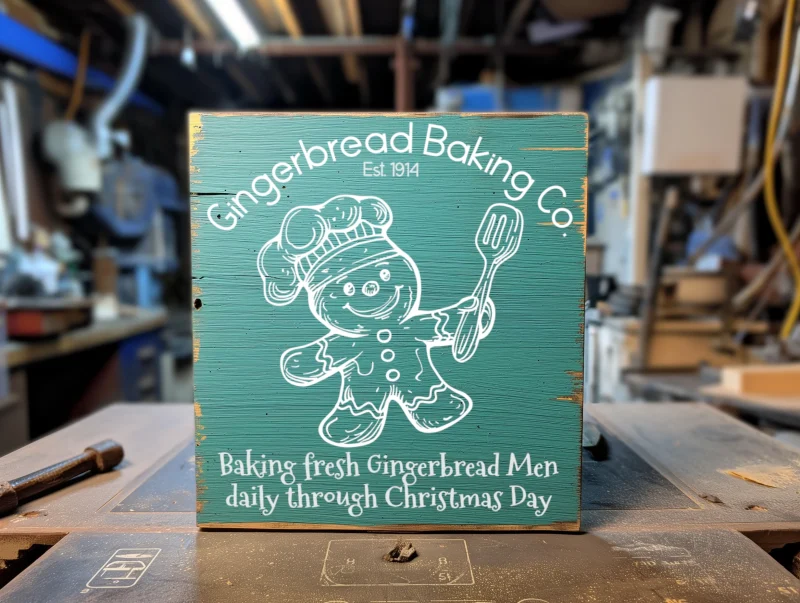 Gingerbread Baking Co.
Est. 1914
Baking fresh Gingerbread Men
daily through Christmas Day